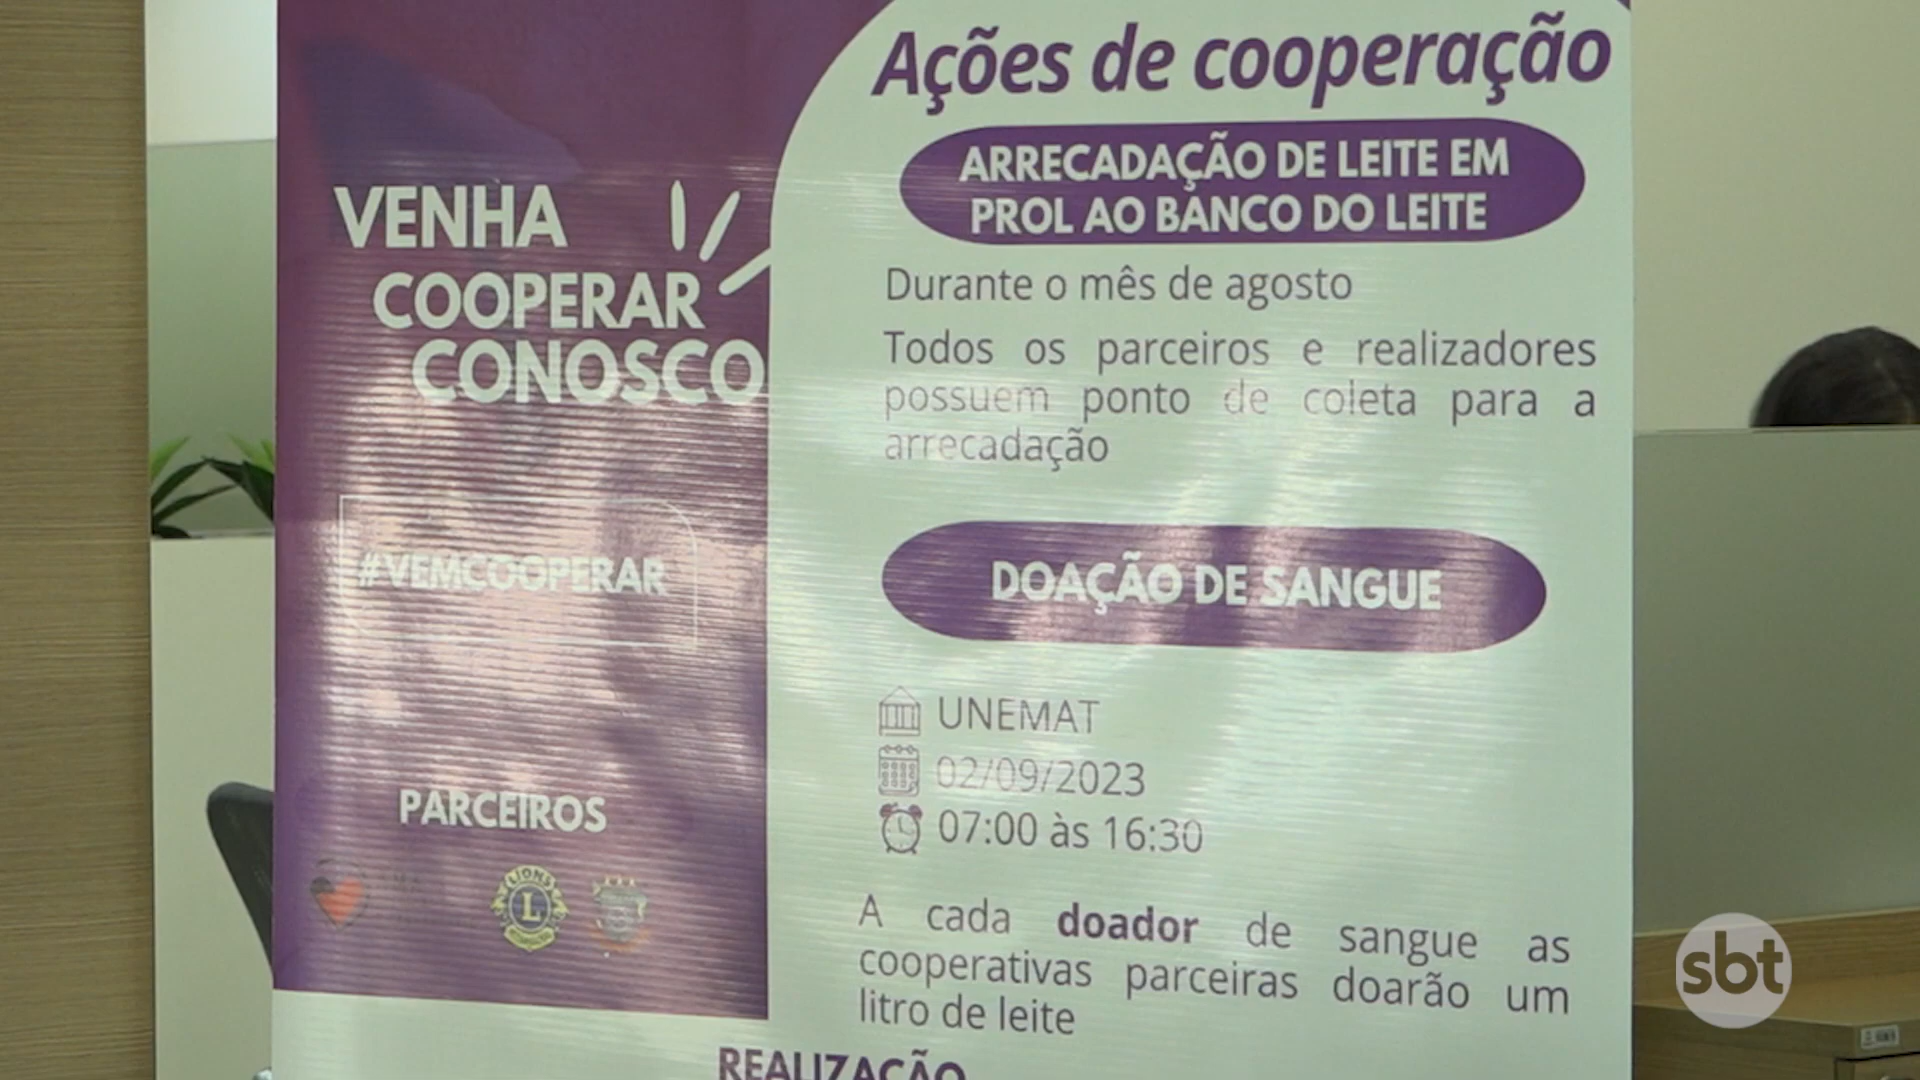 VENHA
COOPERAR
CONOSCO
#VEMCOOPERAR
PARCEIROS
LIONS
L
Ações de cooperação
ARRECADAÇÃO DE LEITE EM
PROL AO BANCO DO LEITE
Durante o mês de agosto
Todos os parceiros e realizadores
possuem ponto de coleta para a
arrecadação
DOAÇÃO DE SANGUE
UNEMAT
02/09/2023
07:00 às 16:30
A cada doador de sangue as
cooperativas parceiras doarão um
litro de leite
REALIZAÇÃO
sbt